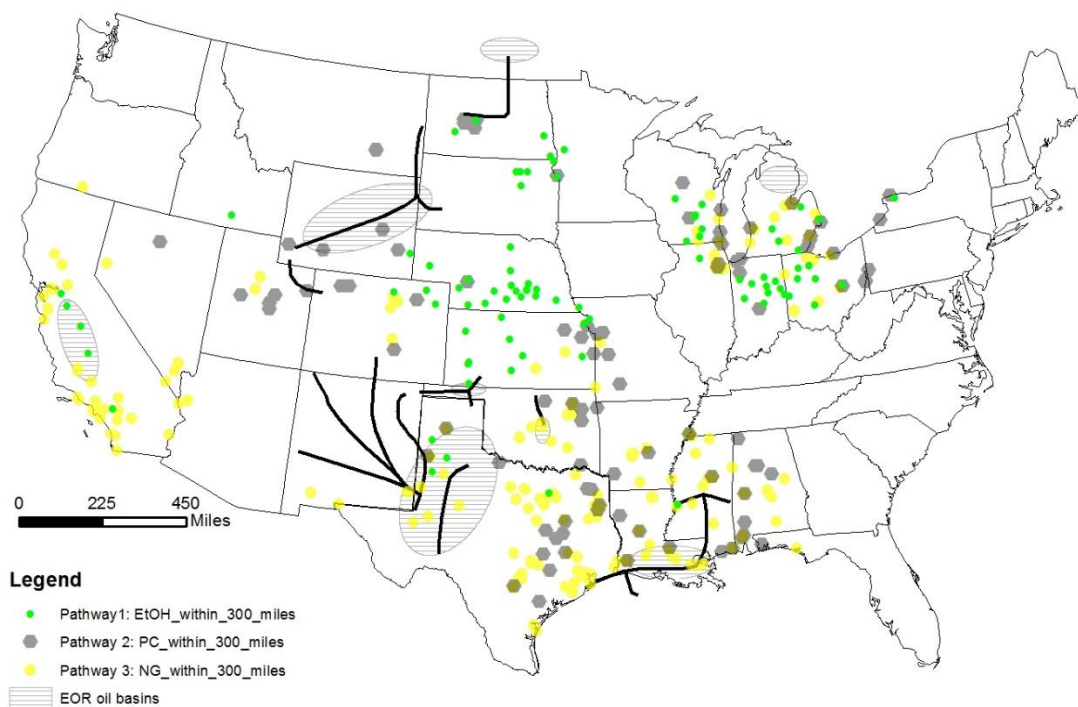 0 225 450
Miles
Legend
Pathway1: EtOH_within_300_miles
Pathway 2: PC_within_300_miles
Pathway 3: NG_within_300_miles
EOR oil basins